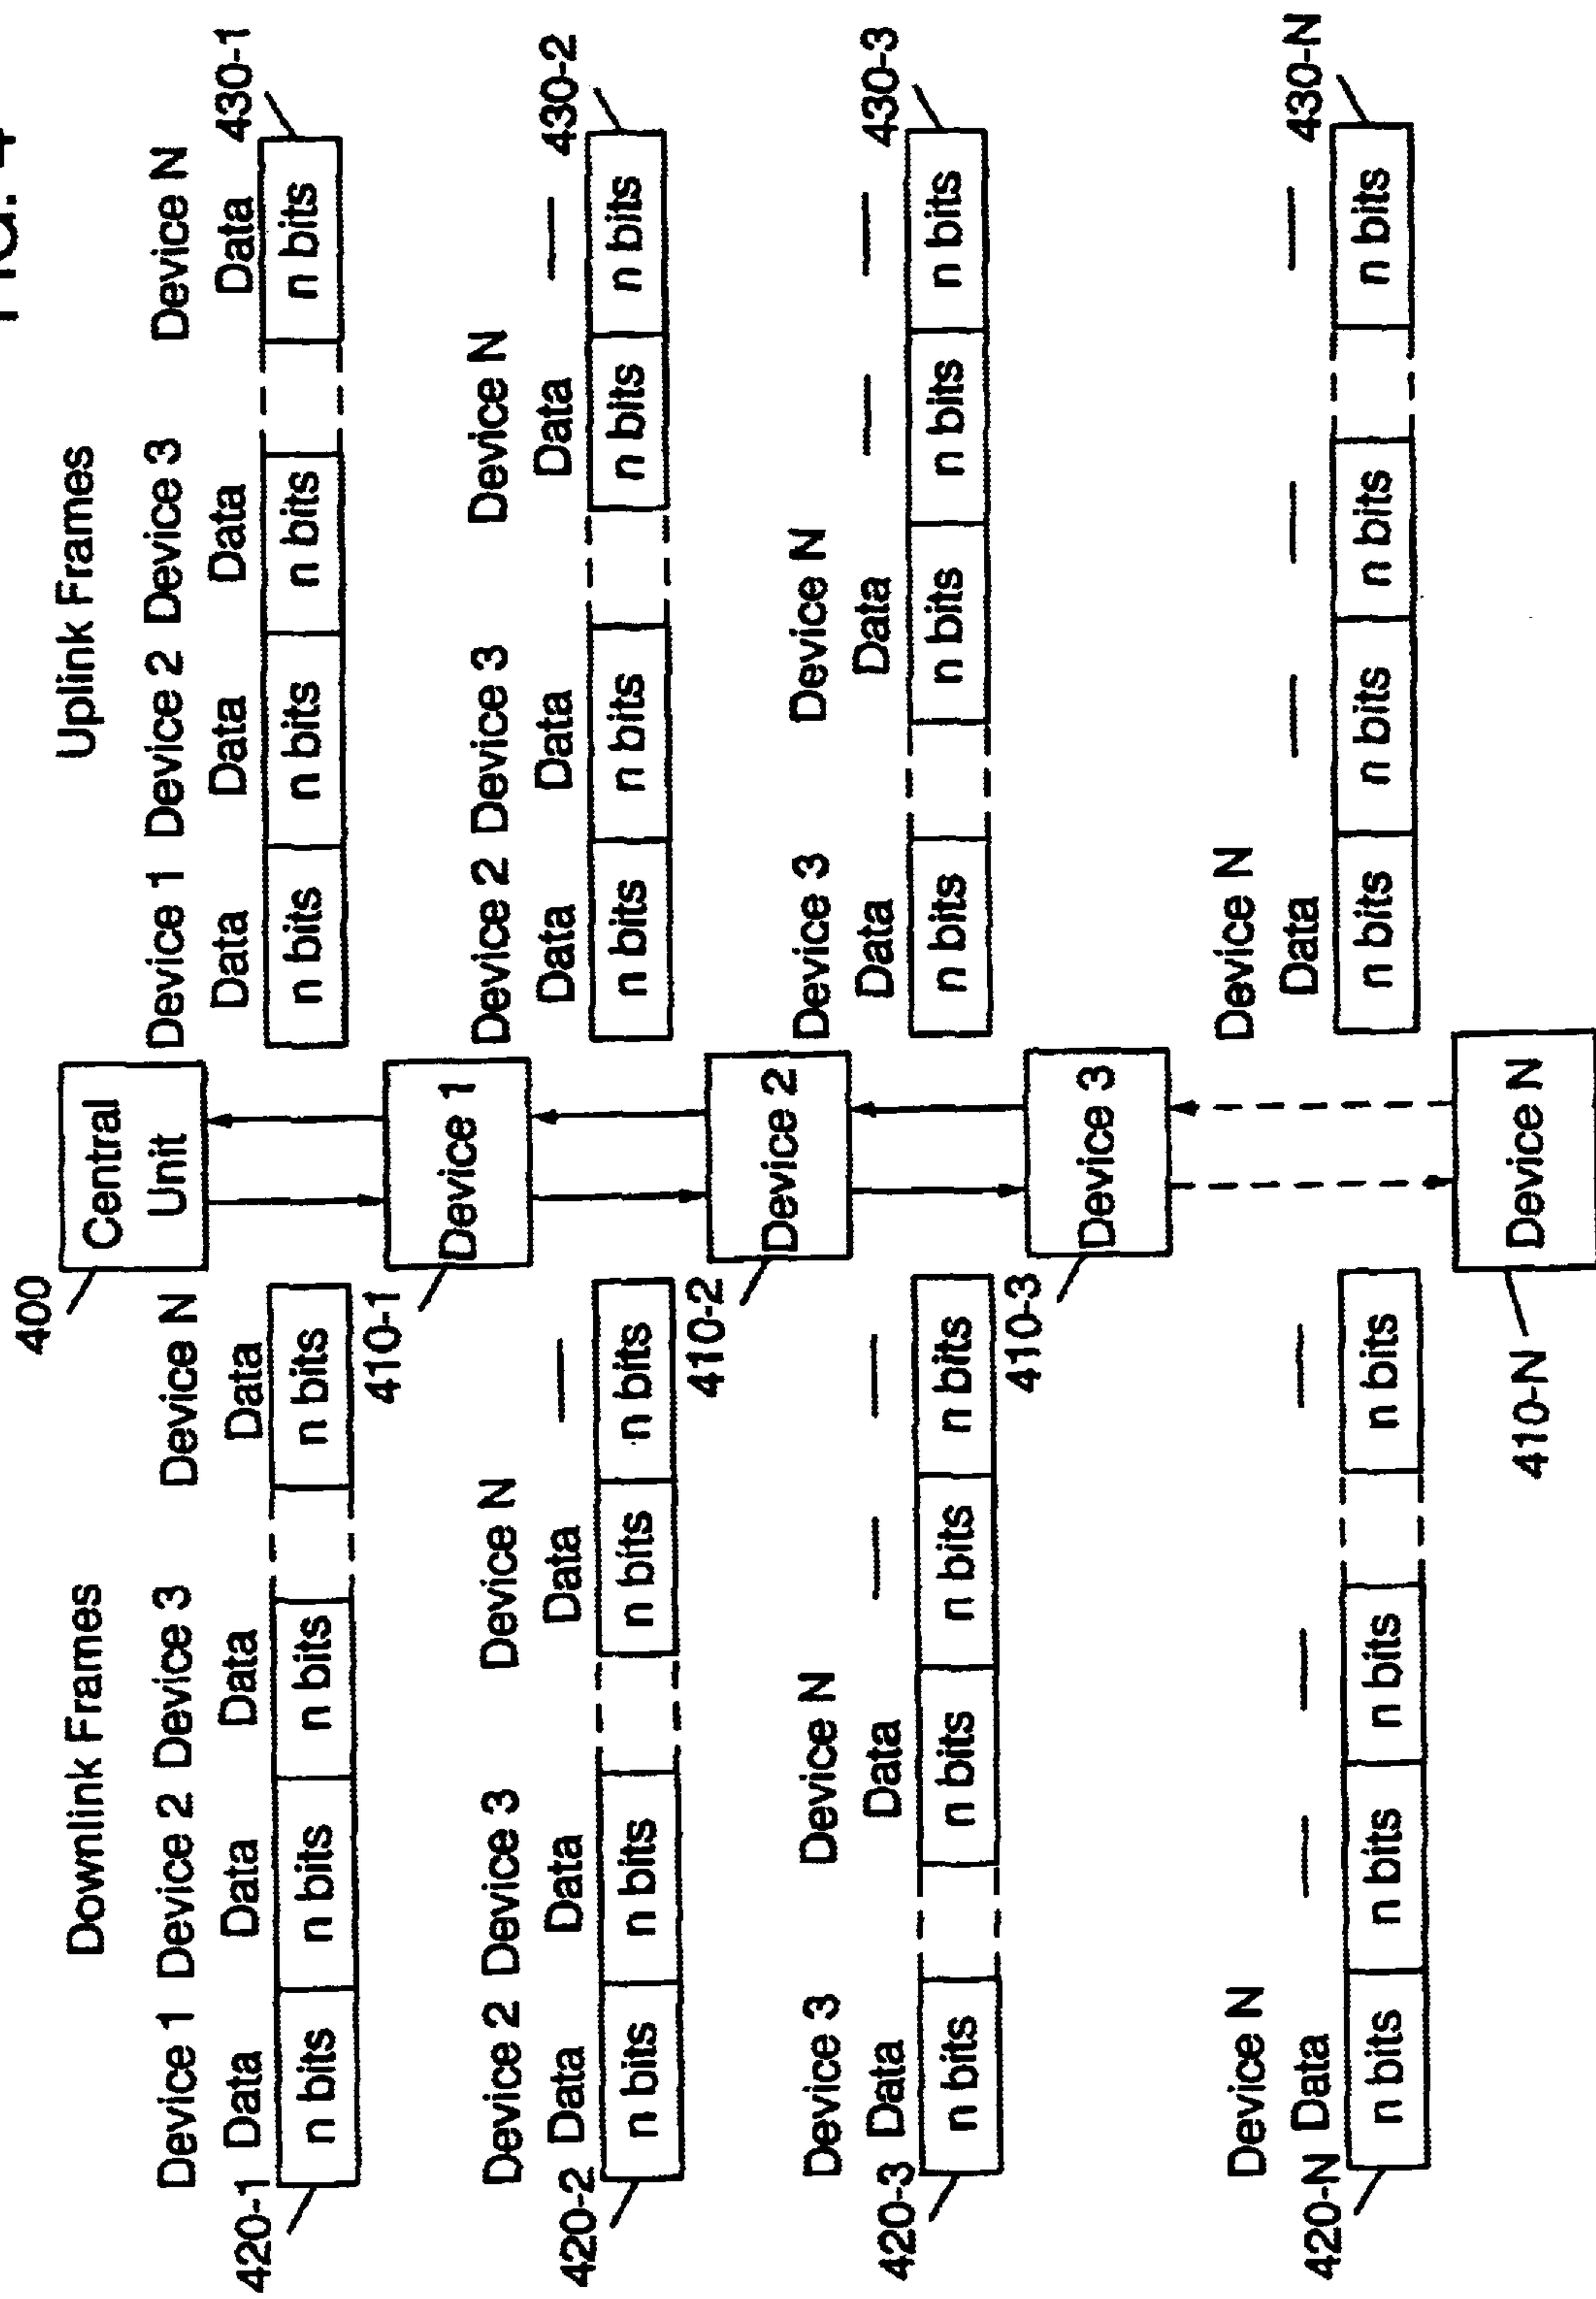 FIG. 4
Downlink Frames
Uplink Frames
400
Central
Unit
Device 1 Device 2 Device 3 Device N
Data Data Data Data
420-1 n bits n bits n bits n bits
Device 1 Device 2 Device 3 Device N
Data Data Data Data 430-1
n bits n bits n bits n bits
410-1
Device 1
Device 2 Device 3 Device N
Data Data Data —
420-2 n bits n bits n bits n bits
Device 2 Device 3 Device N
Data Data Data — 430-2
n bits n bits n bits n bits
410-2
Device 2
Device 3 Device N
Data Data — —
420-3 n bits n bits n bits n bits
Device 3 Device N
Data Data — — 430-3
n bits n bits n bits n bits
410-3
Device 3
Device N
Data — — —
420-N n bits n bits n bits n bits
Device N
Data — — — 430-N
n bits n bits n bits n bits
410-N
Device N